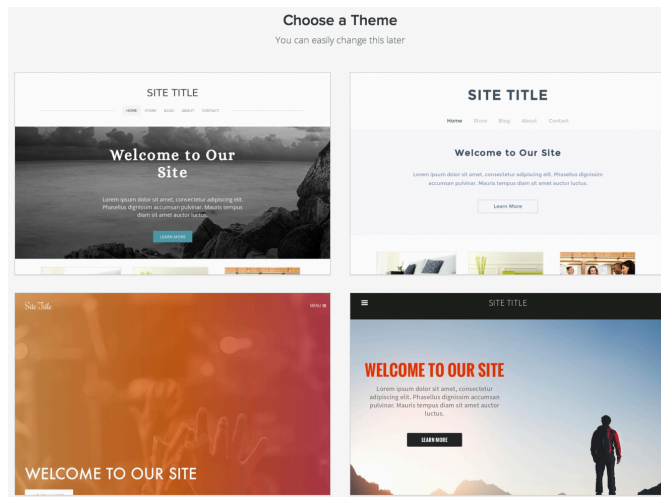 Choose a Theme
You can easily change this later
SITE TITLE
HOME STORE BLOG ABOUT CONTACT
Welcome to Our
Site
Lorem ipsum dolor sit amet, consectetur adipiscing elit.
Phasellus dignissim accumsan purus. Mauris tempus
diam sit amet auctor luctus.
LEARN MORE
SITE TITLE
Home Store Blog About Contact
Welcome to Our Site
Lorem ipsum dolor sit amet, consectetur adipiscing elit. Phasellus dignissim
accumsan purus. Mauris tempus diam sit amet auctor luctus.
Learn More
Site Title
MENU
WELCOME TO OUR SITE
SITE TITLE
WELCOME TO OUR SITE
Lorem ipsum dolor sit amet, consectetur
adipiscing elit. Phasellus dignissim accumsan
pulvinar. Mauris tempus diam sit amet auctor
luctus.
LEARN MORE